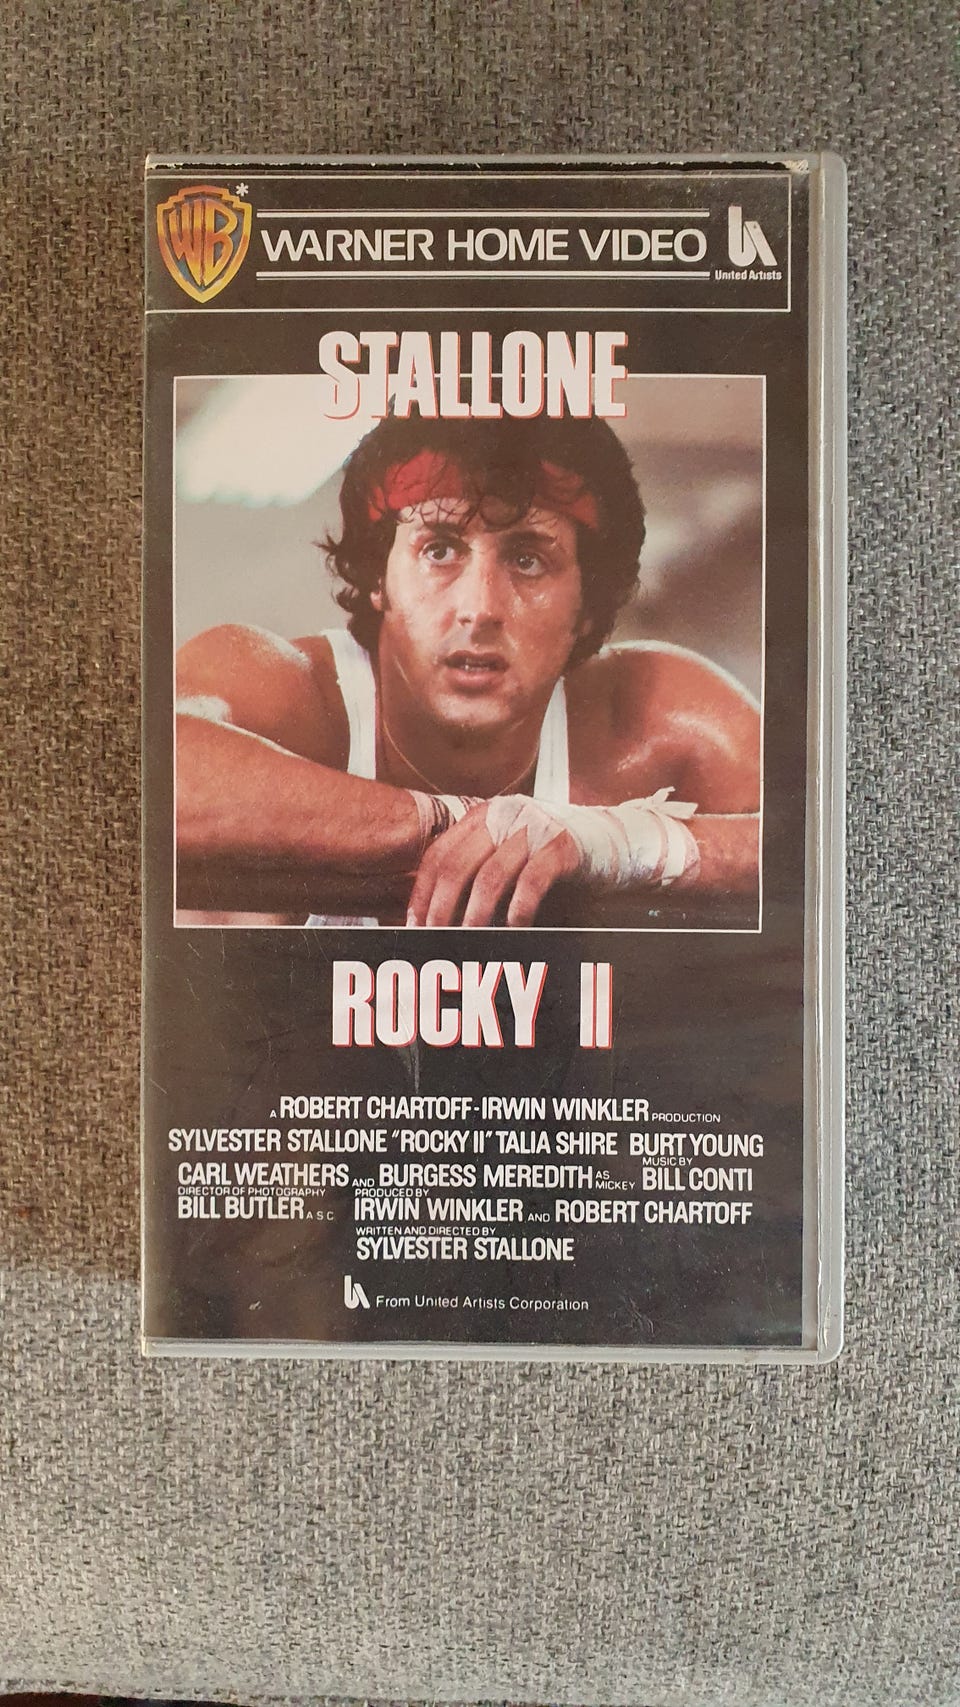 WB*
WARNER HOME VIDEO
United Artists
STALLONE
ROCKY II
A ROBERT CHARTOFF-IRWIN WINKLER PRODUCTION
SYLVESTER STALLONE "ROCKY II" TALIA SHIRE BURT YOUNG
CARL WEATHERS AND BURGESS MEREDITH AS MICKEY MUSIC BY BILL CONTI
DIRECTOR OF PHOTOGRAPHY BILL BUTLER A S C PRODUCED BY IRWIN WINKLER AND ROBERT CHARTOFF
WRITTEN AND DIRECTED BY
SYLVESTER STALLONE
From United Artists Corporation